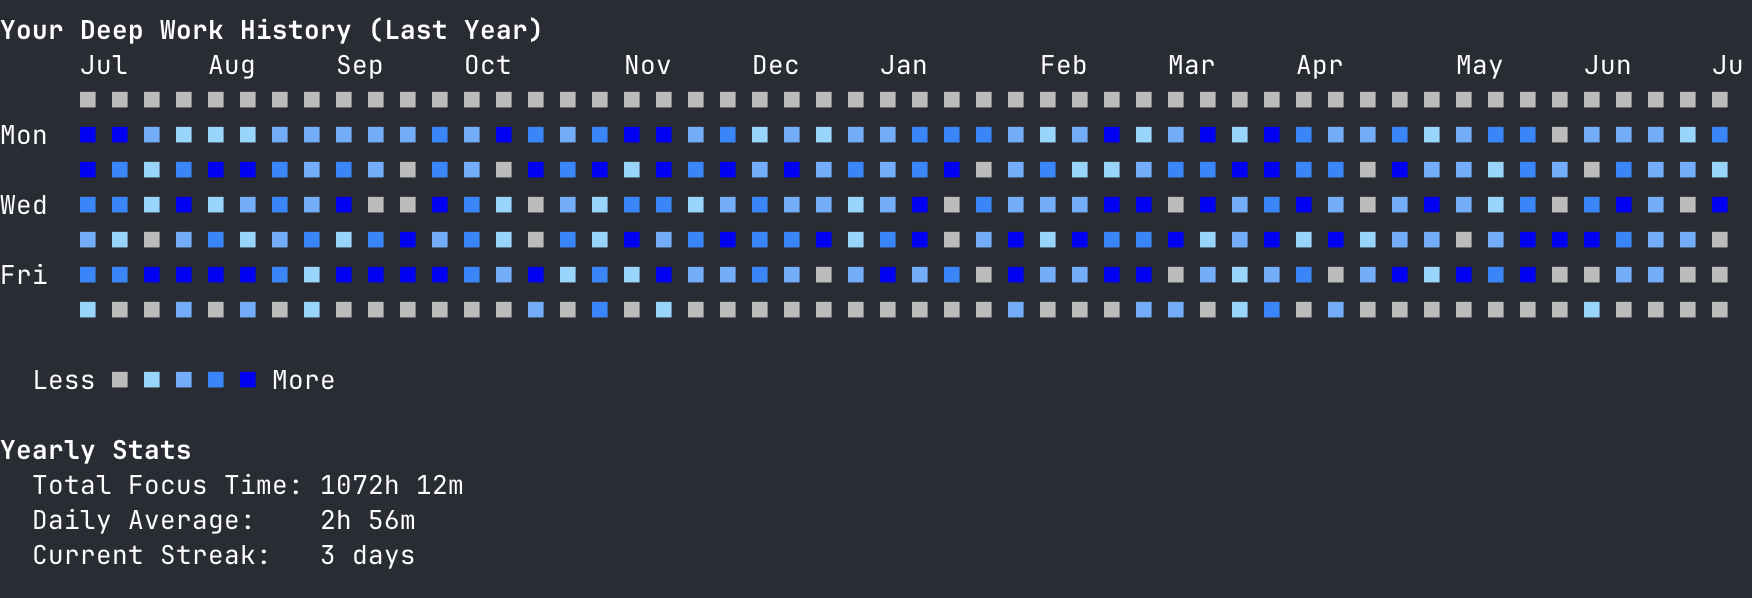 Your Deep Work History (Last Year)
Jul Aug Sep Oct Nov Dec Jan Feb Mar Apr May Jun Ju
Mon
Wed
Fri
Less More
Yearly Stats
Total Focus Time: 1072h 12m
Daily Average: 2h 56m
Current Streak: 3 days